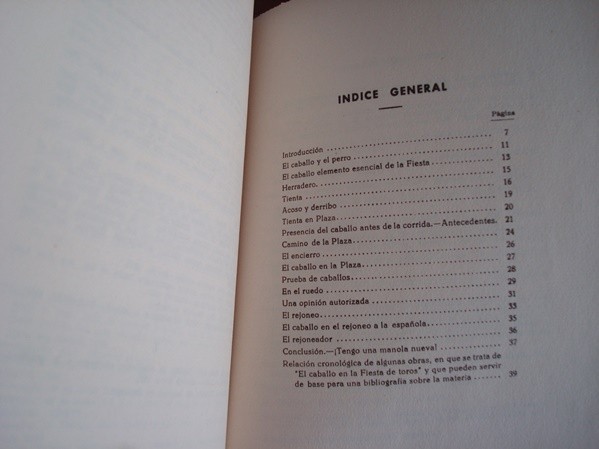 INDICE GENERAL
Página
Introducción ........ 7
El caballo y el perro ........ 11
El caballo elemento esencial de la Fiesta ........ 13
Herradero. ........ 15
Tienta ........ 16
Acoso y derribo ........ 19
Tienta en Plaza ........ 20
Presencia del caballo antes de la corrida.—Antecedentes. 21
Camino de la Plaza ........ 24
El encierro ........ 26
El caballo en la Plaza ........ 27
Prueba de caballos ........ 28
En el ruedo ........ 29
Una opinión autorizada ........ 31
El rejoneo ........ 33
El caballo en el rejoneo a la española ........ 35
El rejoneador ........ 36
Conclusión.—¡Tengo una manola nueva! ........ 37
Relación cronológica de algunas obras, en que se trata de
"El caballo en la Fiesta de toros" y que pueden servir
de base para una bibliografía sobre la materia ....... 39